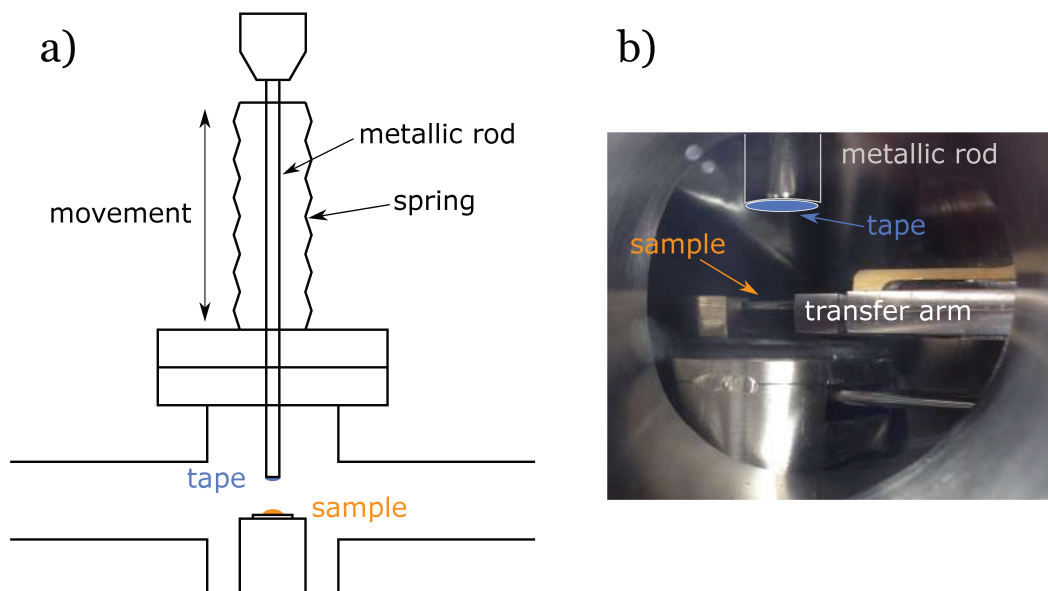 a)
metallic rod
spring
movement
tape
sample
b)
metallic rod
tape
sample
transfer arm